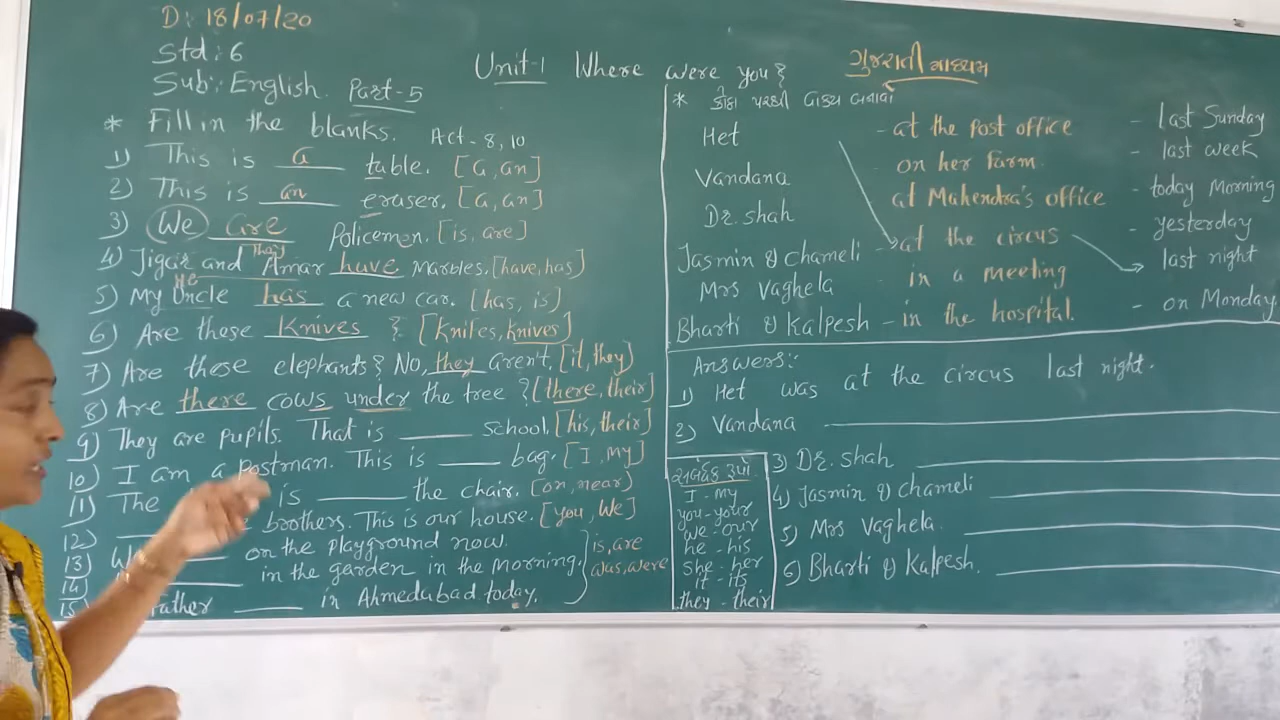 D: 18/07/20
Std: 6
Sub: English. Part-5
Unit-1 Where were you?
ગુજરાતી માધ્યમ
* Fill in the blanks. Act - 8, 10
1) This is a table. [a, an]
2) This is an eraser. [a, an]
3) We are Policemen. [is, are]
They
4) Jigar and Amar have Marbles. [have, has]
He
5) My Uncle has a new car. [has, is]
6) Are these Knives ? [Knifes, knives]
7) Are those elephants? No, they aren't. [it, they]
8) Are there cows under the tree ? [there, their]
9) They are pupils. That is ____ school. [his, their]
10) I am a postman. This is ____ bag. [I, my]
11) The is ____ the chair. [on, near]
12) brothers. This is our house. [you, We]
13) on the playground now.
14) ____ in the garden in the morning.
15) ____ in Ahmedabad today.
is, are
was, were
* કોઠા પરથી વાક્ય બનાવો
Het - at the post office - last Sunday
Vandana on her farm. - last week
Dr. shah at Mahendra's office - today Morning
Jasmin & Chameli - at the circus - yesterday
Mrs Vaghela in a meeting last night
Bharti & Kalpesh - in the hospital. - on Monday
Answers:
1) Het was at the circus last night.
2) Vandana ____
3) Dr. shah ____
4) Jasmin & Chameli ____
5) Mrs Vaghela. ____
6) Bharti & Kalpesh. ____
I - my
you - your
we - our
he - his
she - her
it - its
they - their